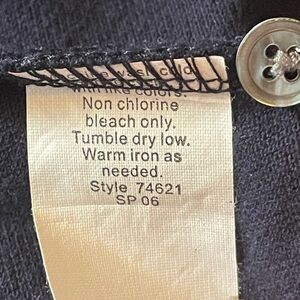 with like colors.
Non chlorine
bleach only.
Tumble dry low.
Warm iron as
needed.
Style 74621
SP 06